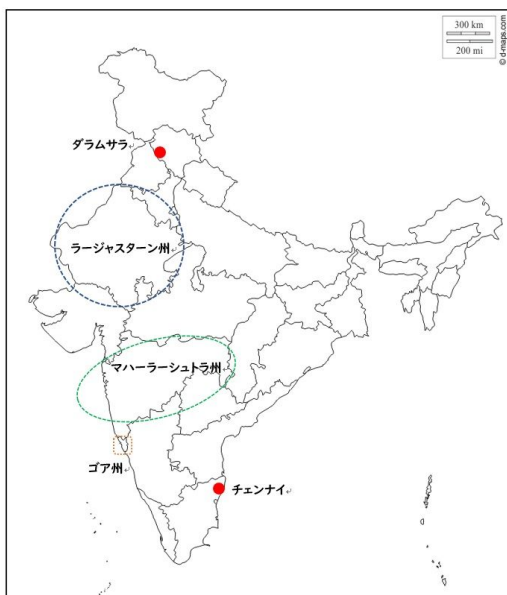 300 km
200 mi
© d-maps.com
ダラムサラ
ラージャスターン州
マハーラーシュトラ州
ゴア州
チェンナイ